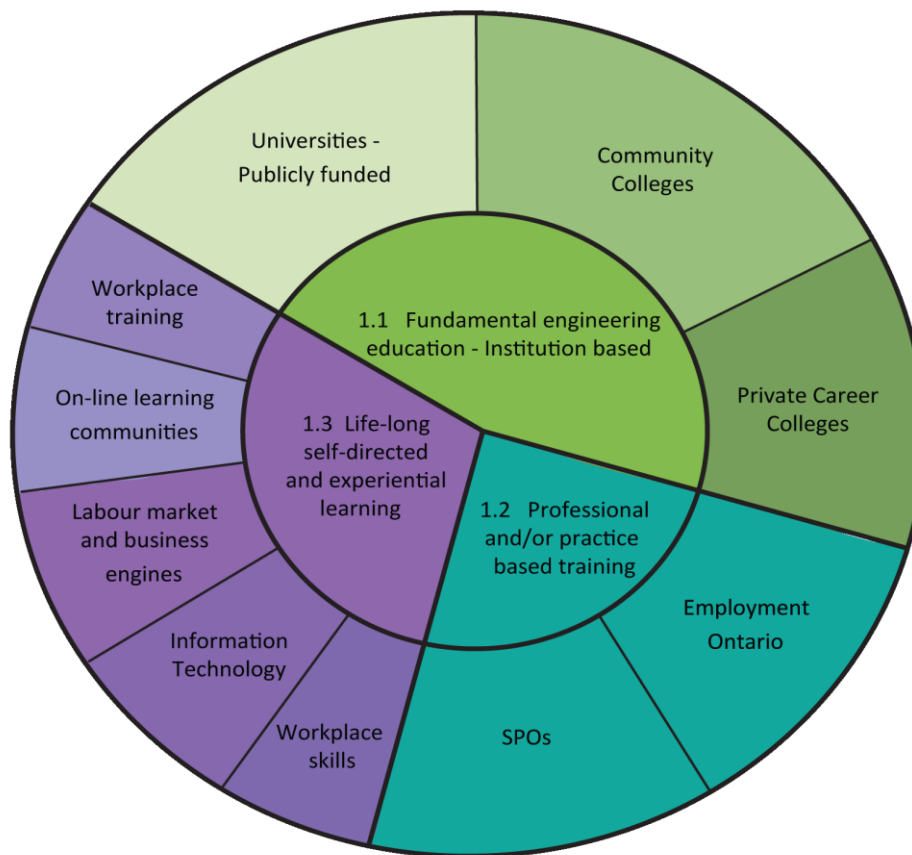 Universities -
Publicly funded
Community
Colleges
Workplace
training
1.1 Fundamental engineering
education - Institution based
On-line learning
communities
1.3 Life-long
self-directed
and experiential
learning
Private Career
Colleges
Labour market
and business
engines
1.2 Professional
and/or practice
based training
Employment
Ontario
Information
Technology
Workplace
skills
SPOs